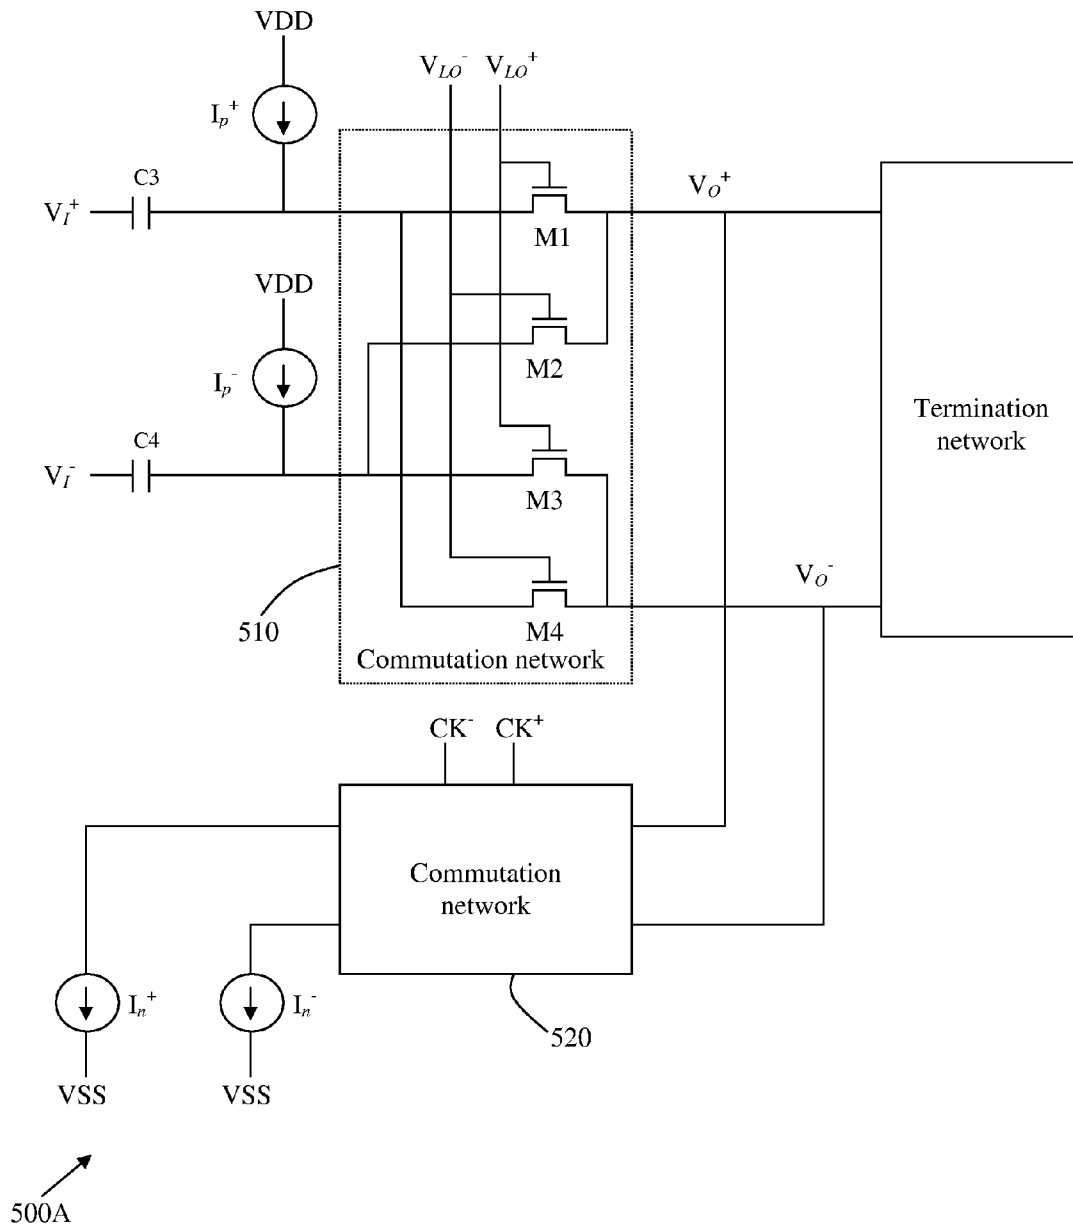 VDD
V_LO^- V_LO^+
I_p^+
C3
V_I^+
V_O^+
M1
VDD
M2
I_p^-
Termination
network
C4
V_I^-
M3
V_O^-
510
M4
Commutation network
CK^- CK^+
Commutation
network
I_n^+
I_n^-
520
VSS
VSS
500A